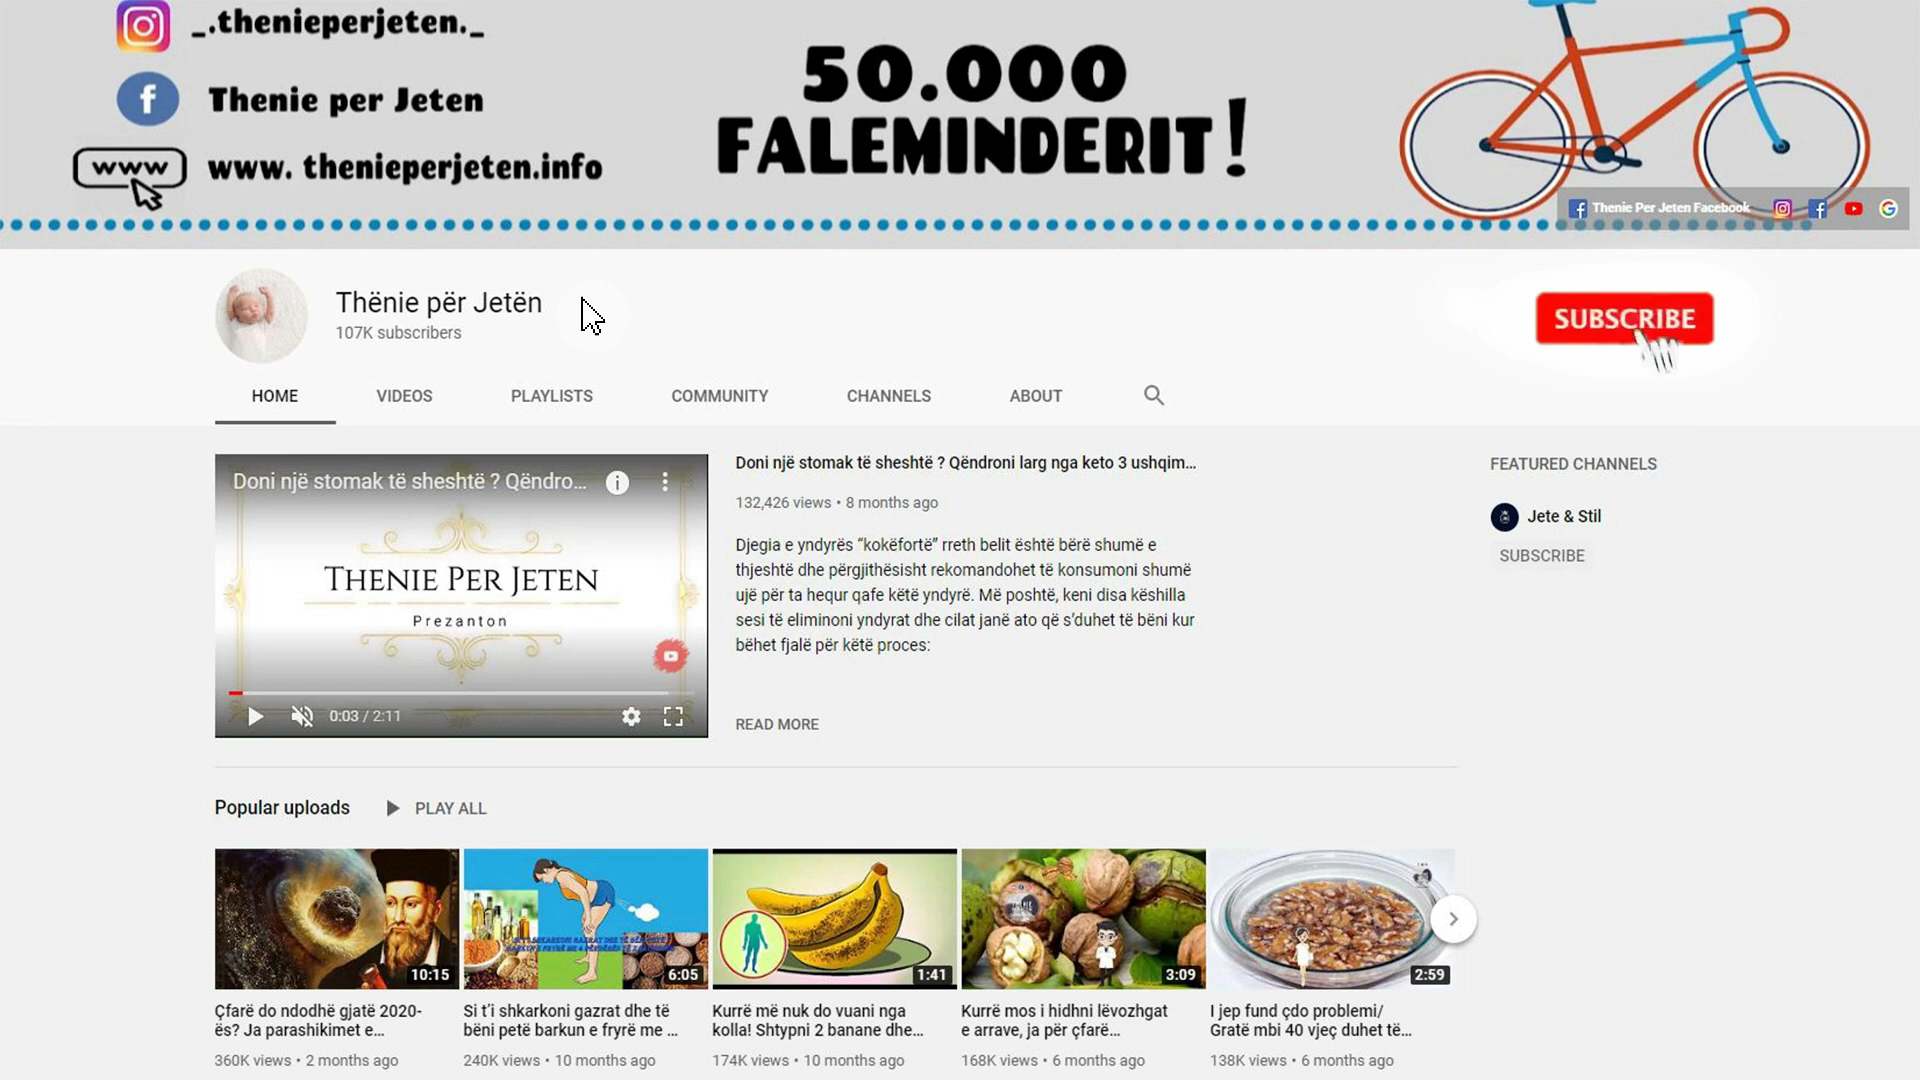 _.thenieperjeten._
Thenie per Jeten
www
www. thenieperjeten.info
50.000
FALEMINDERIT!
Thenie Per Jeten Facebook
Thënie për Jetën
107K subscribers
SUBSCRIBE
HOME
VIDEOS
PLAYLISTS
COMMUNITY
CHANNELS
ABOUT
Doni një stomak të sheshtë ? Qëndro...
THENIE PER JETEN
Prezanton
0:03 / 2:11
Doni një stomak të sheshtë ? Qëndroni larg nga keto 3 ushqim...
132,426 views • 8 months ago
Djegia e yndyrës “kokëfortë” rreth belit është bërë shumë e
thjeshtë dhe përgjithësisht rekomandohet të konsumoni shumë
ujë për ta hequr qafe këtë yndyrë. Më poshtë, keni disa këshilla
sesi të eliminoni yndyrat dhe cilat janë ato që s’duhet të bëni kur
bëhet fjalë për këtë proces:
READ MORE
FEATURED CHANNELS
Jete & Stil
SUBSCRIBE
Popular uploads
PLAY ALL
10:15
6:05
1:41
3:09
2:59
Çfarë do ndodhë gjatë 2020-
ës? Ja parashikimet e...
360K views • 2 months ago
Si t’i shkarkoni gazrat dhe të
bëni petë barkun e fryrë me ...
240K views • 10 months ago
Kurrë më nuk do vuani nga
kolla! Shtypni 2 banane dhe...
174K views • 10 months ago
Kurrë mos i hidhni lëvozhgat
e arrave, ja për çfarë...
168K views • 6 months ago
I jep fund çdo problemi/
Gratë mbi 40 vjeç duhet të...
138K views • 6 months ago